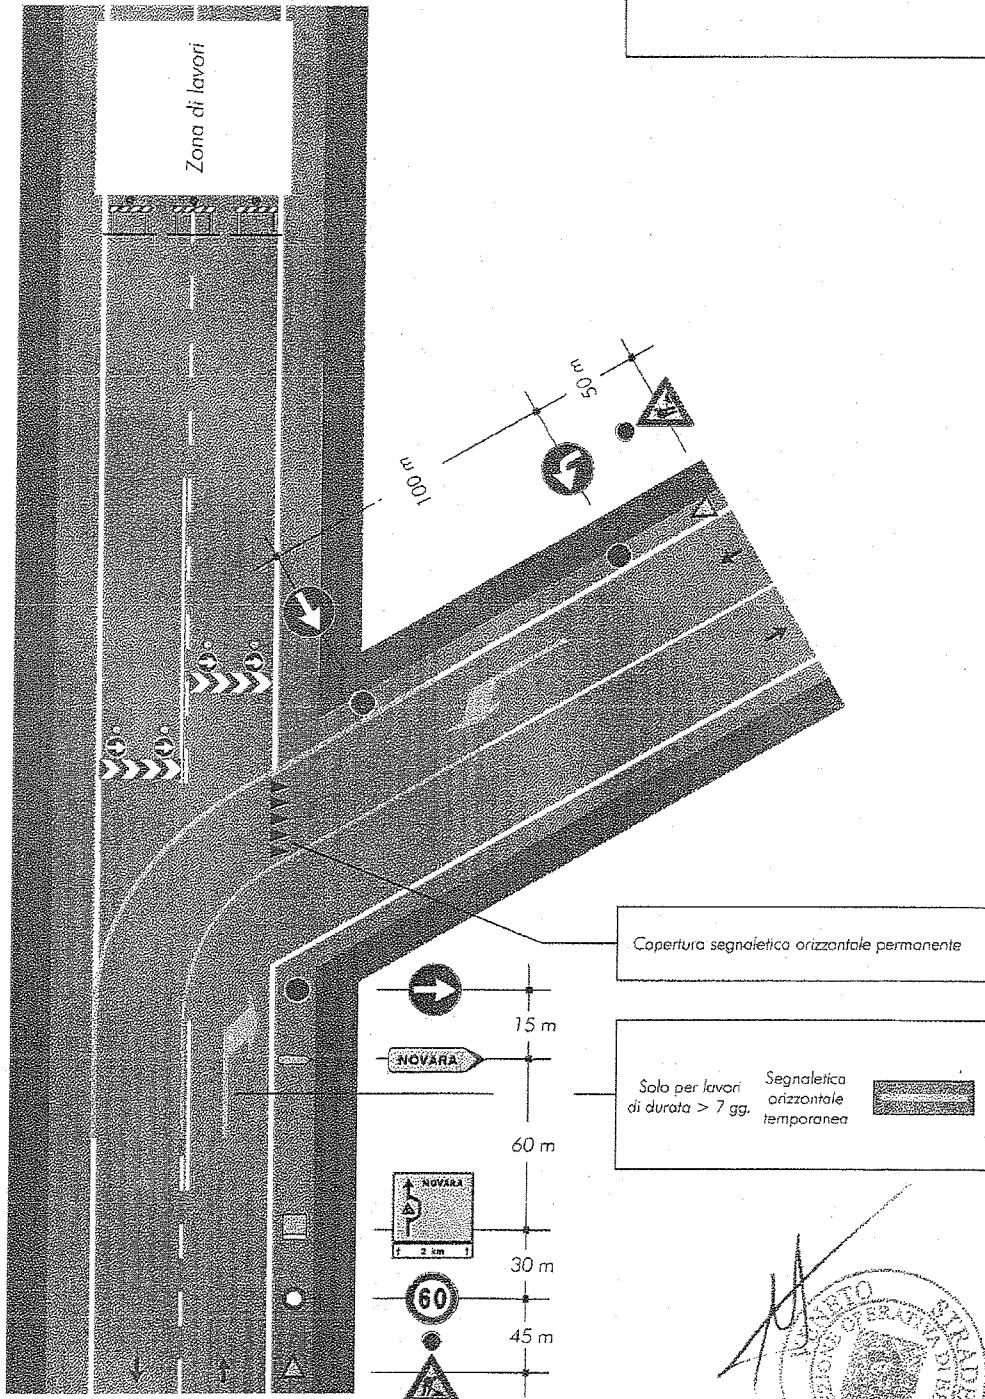 Zona di lavori
50 m
100 m
Copertura segnaletica orizzontale permanente
15 m
NOVARA
Solo per lavori
di durata > 7 gg.
Segnaletica
orizzontale
temporanea
60 m
NOVARA
2 km
30 m
60
45 m
STRADE